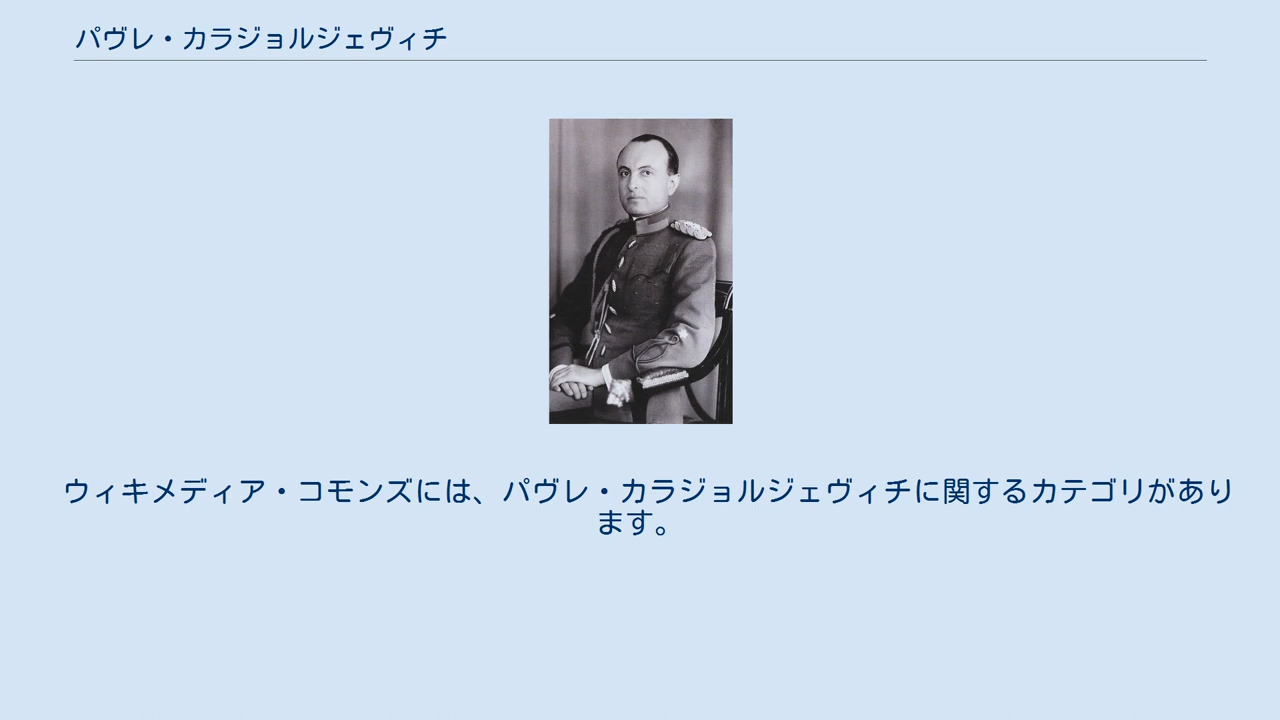 パヴレ・カラジョルジェヴィチ
ウィキメディア・コモンズには、パヴレ・カラジョルジェヴィチに関するカテゴリがあり
ます。